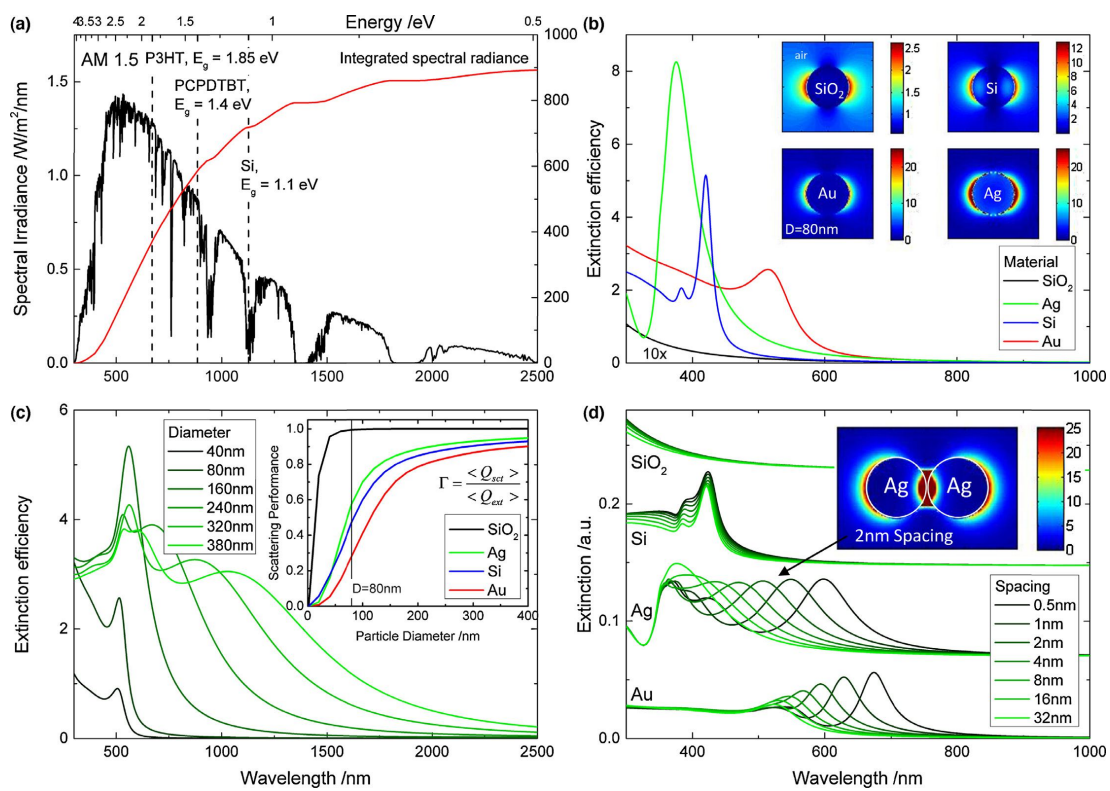 (a)
4 3.5 3 2.5 2 1.5 1 0.5
Energy /eV
AM 1.5
P3HT, Eg = 1.85 eV
PCPDTBT,
Eg = 1.4 eV
Si,
Eg = 1.1 eV
Integrated spectral radiance
Spectral Irradiance /W/m²/nm
1.5
1.0
0.5
0.0
1000
800
600
400
200
0
500 1000 1500 2000 2500
(b)
Extinction efficiency
8
6
4
2
0
10x
400 600 800 1000
air
SiO2
2.5
2
1.5
1
0.5
Si
12
10
8
6
4
2
Au
D=80nm
20
10
0
Ag
20
10
0
Material
SiO2
Ag
Si
Au
(c)
Extinction efficiency
6
4
2
0
Diameter
40nm
80nm
160nm
240nm
320nm
380nm
Scattering Performance
1.0
0.8
0.6
0.4
0.2
0.0
Γ = <Qsct> / <Qext>
SiO2
Ag
Si
Au
D=80nm
0 100 200 300 400
Particle Diameter /nm
500 1000 1500 2000 2500
Wavelength /nm
(d)
Extinction /a.u.
0.2
0.1
0.0
SiO2
Si
Ag
Au
Ag Ag
25
20
15
10
5
0
2nm Spacing
Spacing
0.5nm
1nm
2nm
4nm
8nm
16nm
32nm
400 600 800 1000
Wavelength /nm